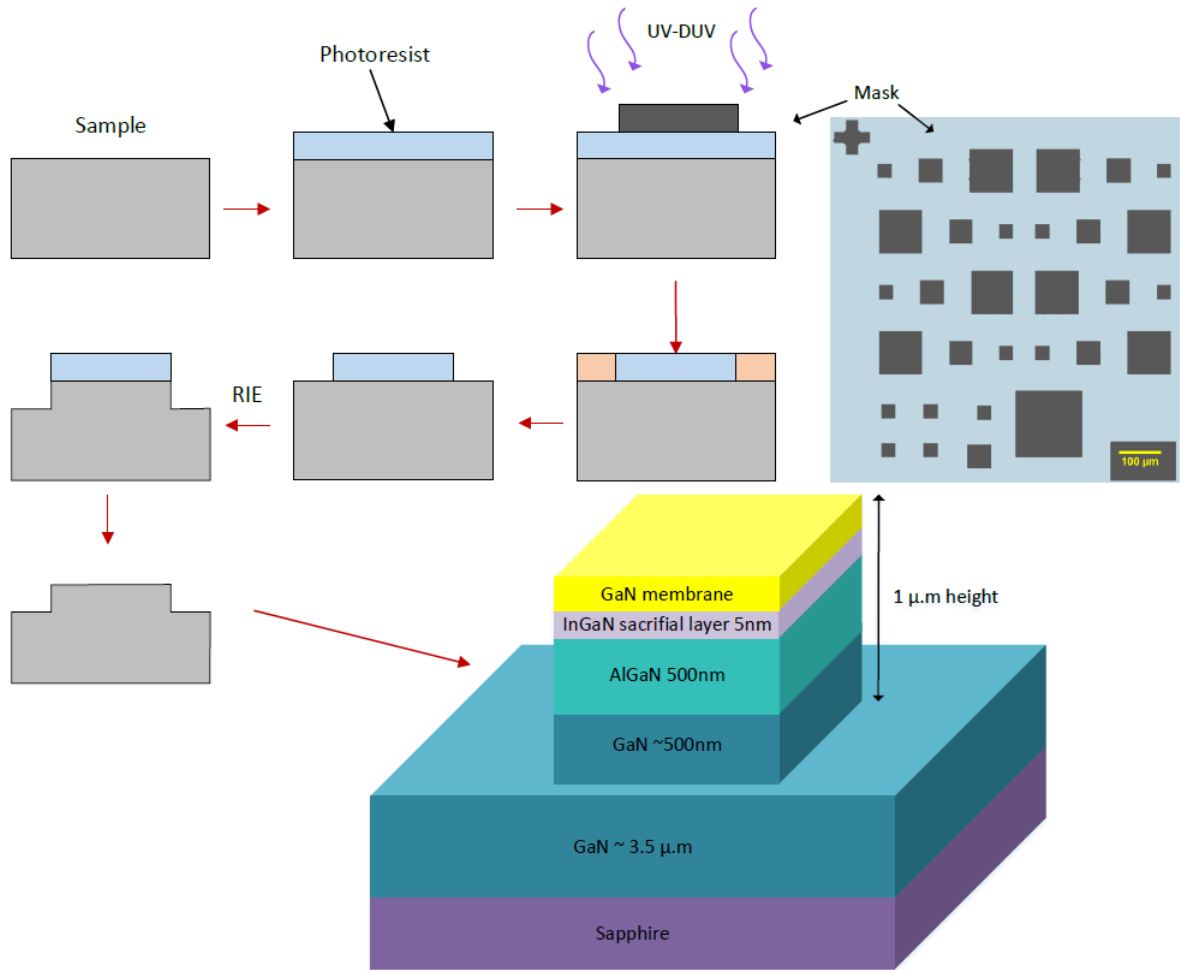 UV-DUV
Photoresist
Mask
Sample
RIE
100 µm
GaN membrane
InGaN sacrifial layer 5nm
1 µ.m height
AlGaN 500nm
GaN ~500nm
GaN ~ 3.5 µ.m
Sapphire